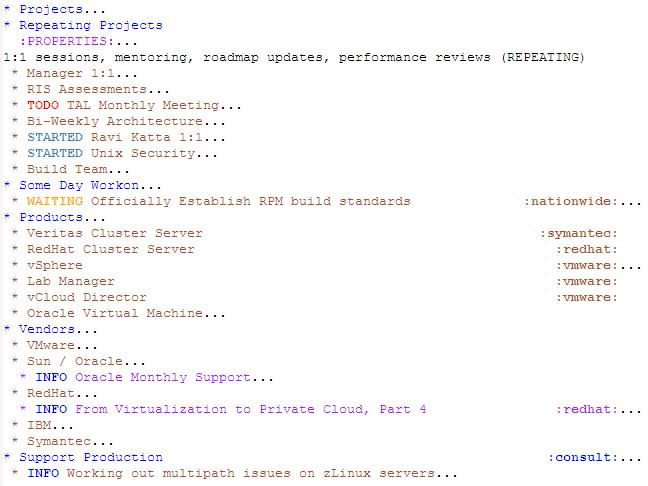 * Projects...
* Repeating Projects
:PROPERTIES:...
1:1 sessions, mentoring, roadmap updates, performance reviews (REPEATING)
* Manager 1:1...
* RIS Assessments...
* TODO TAL Monthly Meeting...
* Bi-Weekly Architecture...
* STARTED Ravi Katta 1:1...
* STARTED Unix Security...
* Build Team...
* Some Day Workon...
* WAITING Officially Establish RPM build standards :nationwide:...
* Products...
* Veritas Cluster Server :symantec:
* RedHat Cluster Server :redhat:
* vSphere :vmware:...
* Lab Manager :vmware:
* vCloud Director :vmware:
* Oracle Virtual Machine...
* Vendors...
* VMware...
* Sun / Oracle...
* INFO Oracle Monthly Support...
* RedHat...
* INFO From Virtualization to Private Cloud, Part 4 :redhat:...
* IBM...
* Symantec...
* Support Production :consult:...
* INFO Working out multipath issues on zLinux servers...